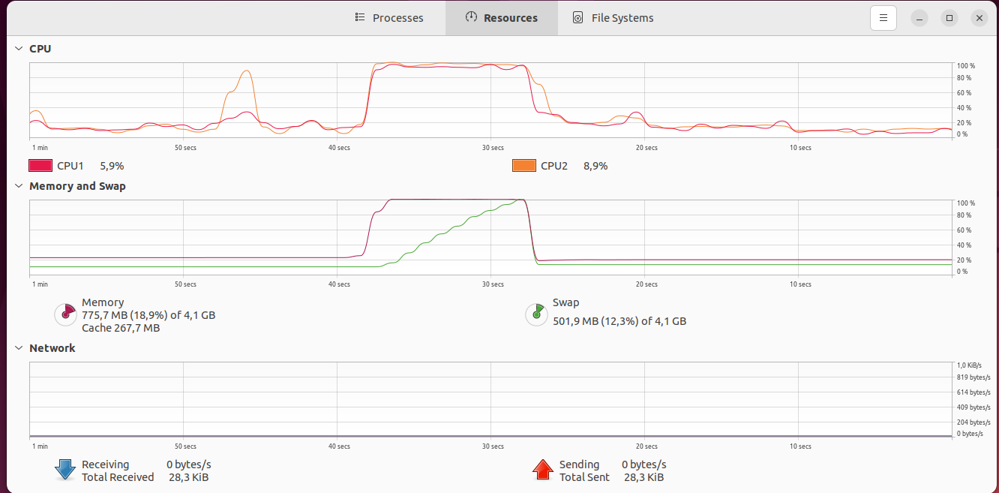 Processes Resources File Systems
CPU
100 %
80 %
60 %
40 %
20 %
0 %
1 min 50 secs 40 secs 30 secs 20 secs 10 secs
CPU1 5,9% CPU2 8,9%
Memory and Swap
100 %
80 %
60 %
40 %
20 %
0 %
1 min 50 secs 40 secs 30 secs 20 secs 10 secs
Memory
775,7 MB (18,9%) of 4,1 GB
Cache 267,7 MB
Swap
501,9 MB (12,3%) of 4,1 GB
Network
1,0 KiB/s
819 bytes/s
614 bytes/s
409 bytes/s
204 bytes/s
0 bytes/s
1 min 50 secs 40 secs 30 secs 20 secs 10 secs
Receiving 0 bytes/s
Total Received 28,3 KiB
Sending 0 bytes/s
Total Sent 28,3 KiB